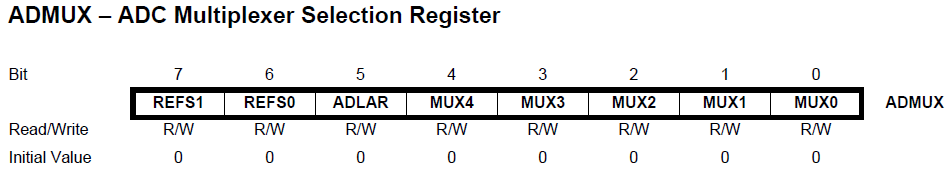 ADMUX – ADC Multiplexer Selection Register
Bit 7 6 5 4 3 2 1 0
REFS1 REFS0 ADLAR MUX4 MUX3 MUX2 MUX1 MUX0 ADMUX
Read/Write R/W R/W R/W R/W R/W R/W R/W R/W
Initial Value 0 0 0 0 0 0 0 0